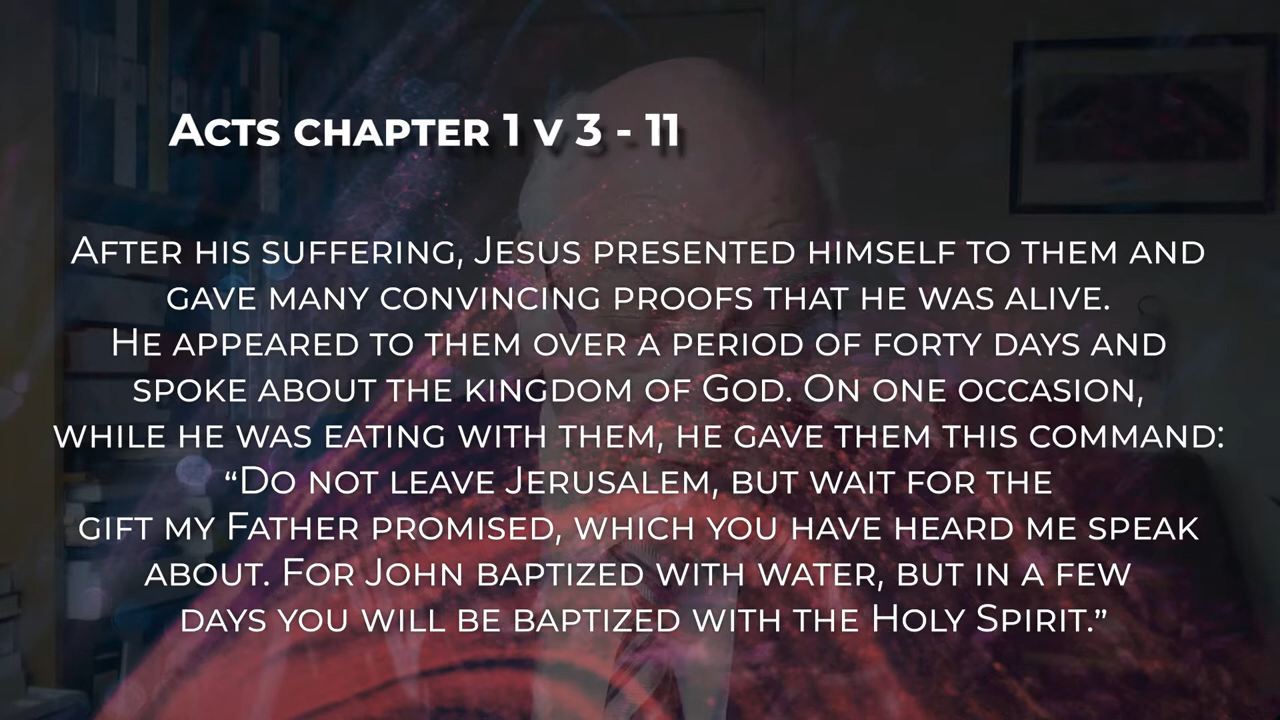 Acts chapter 1 v 3 - 11
After his suffering, Jesus presented himself to them and
gave many convincing proofs that he was alive.
He appeared to them over a period of forty days and
spoke about the kingdom of God. On one occasion,
while he was eating with them, he gave them this command:
“Do not leave Jerusalem, but wait for the
gift my Father promised, which you have heard me speak
about. For John baptized with water, but in a few
days you will be baptized with the Holy Spirit.”